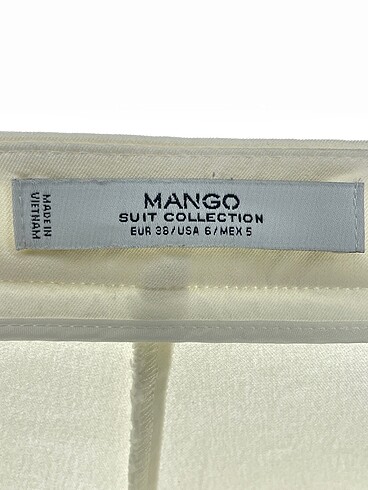 MADE IN
VIETNAM
MANGO
SUIT COLLECTION
EUR 38/USA 6/MEX 5